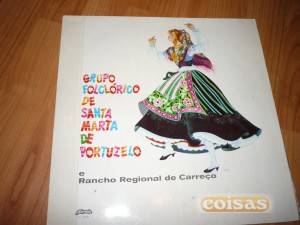 GRUPO
FOLCLÓRICO
DE
SANTA
MARTA
DE
PORTUZELO
e
Rancho Regional de Carreço
coisas